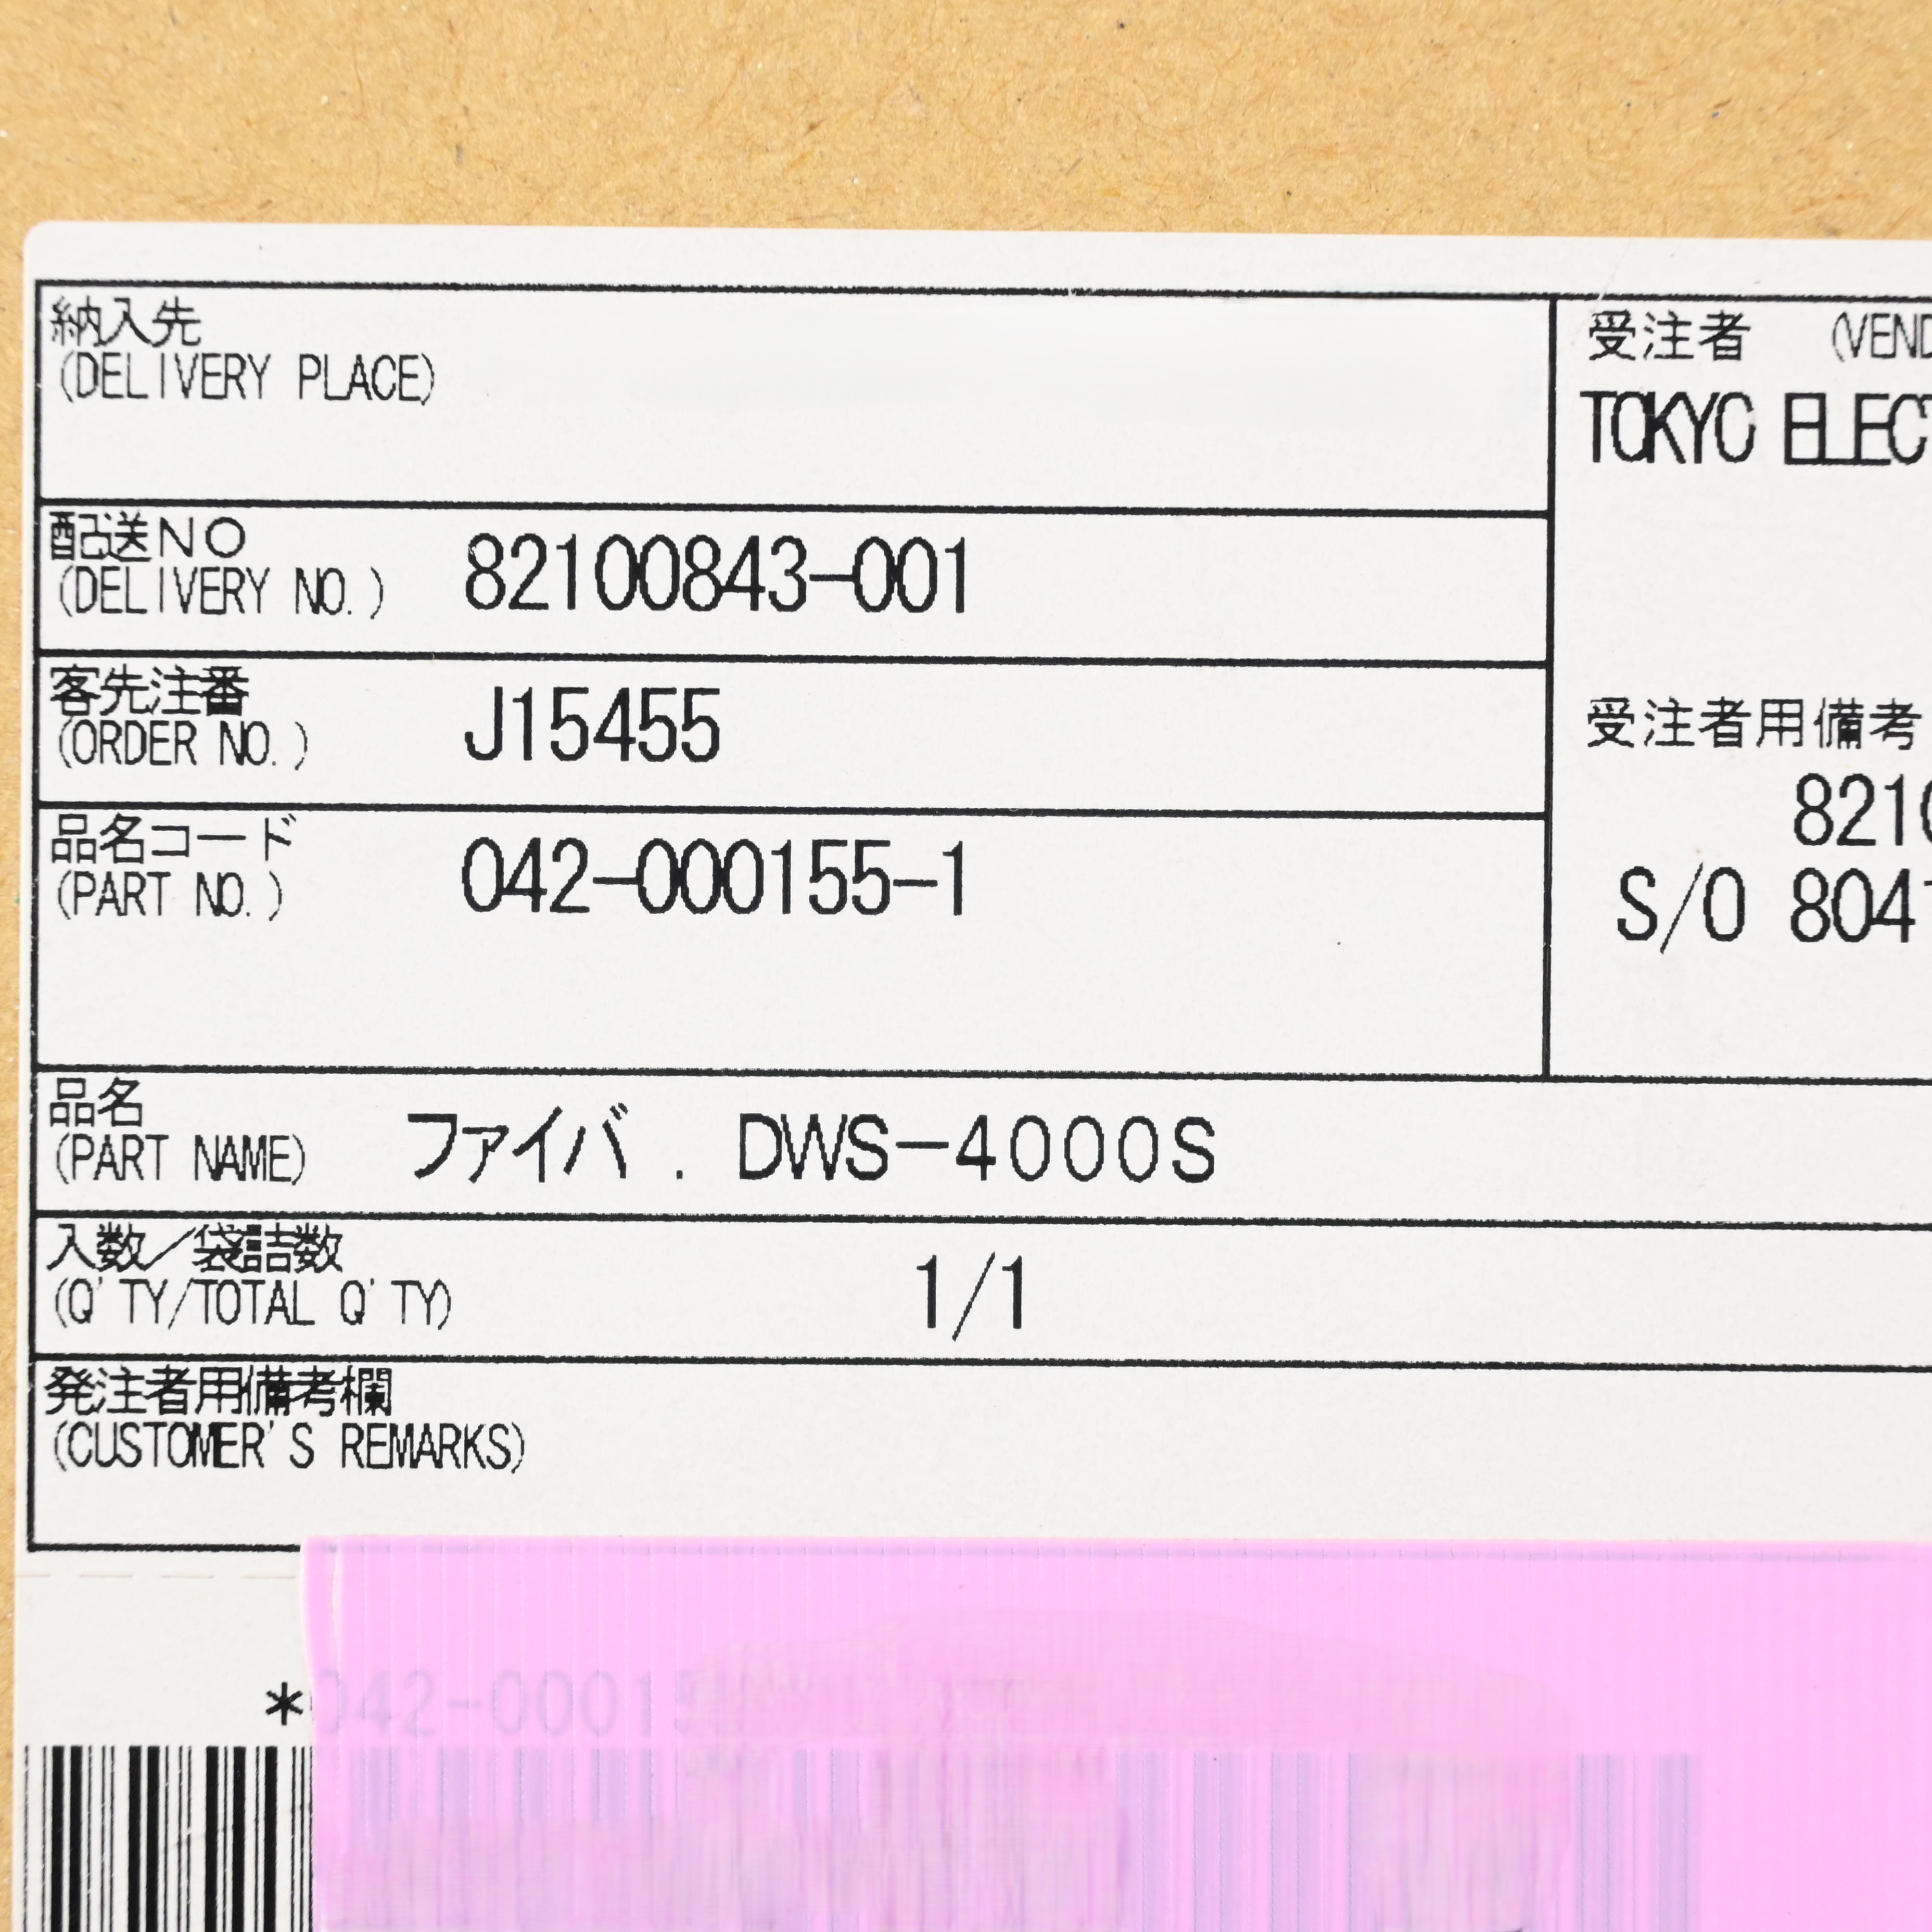 納入先
(DELIVERY PLACE)
配送NO
(DELIVERY NO.) 82100843-001
客先注番
(ORDER NO.) J15455
品名コード
(PART NO.) 042-000155-1
品名
(PART NAME) ファイバ . DWS-4000S
入数/袋詰数
(Q'TY/TOTAL Q'TY) 1/1
発注者用備考欄
(CUSTOMER'S REMARKS)
受注者 (VEND
TOKYO ELECT
受注者用備考
8210
S/O 804
*042-00015